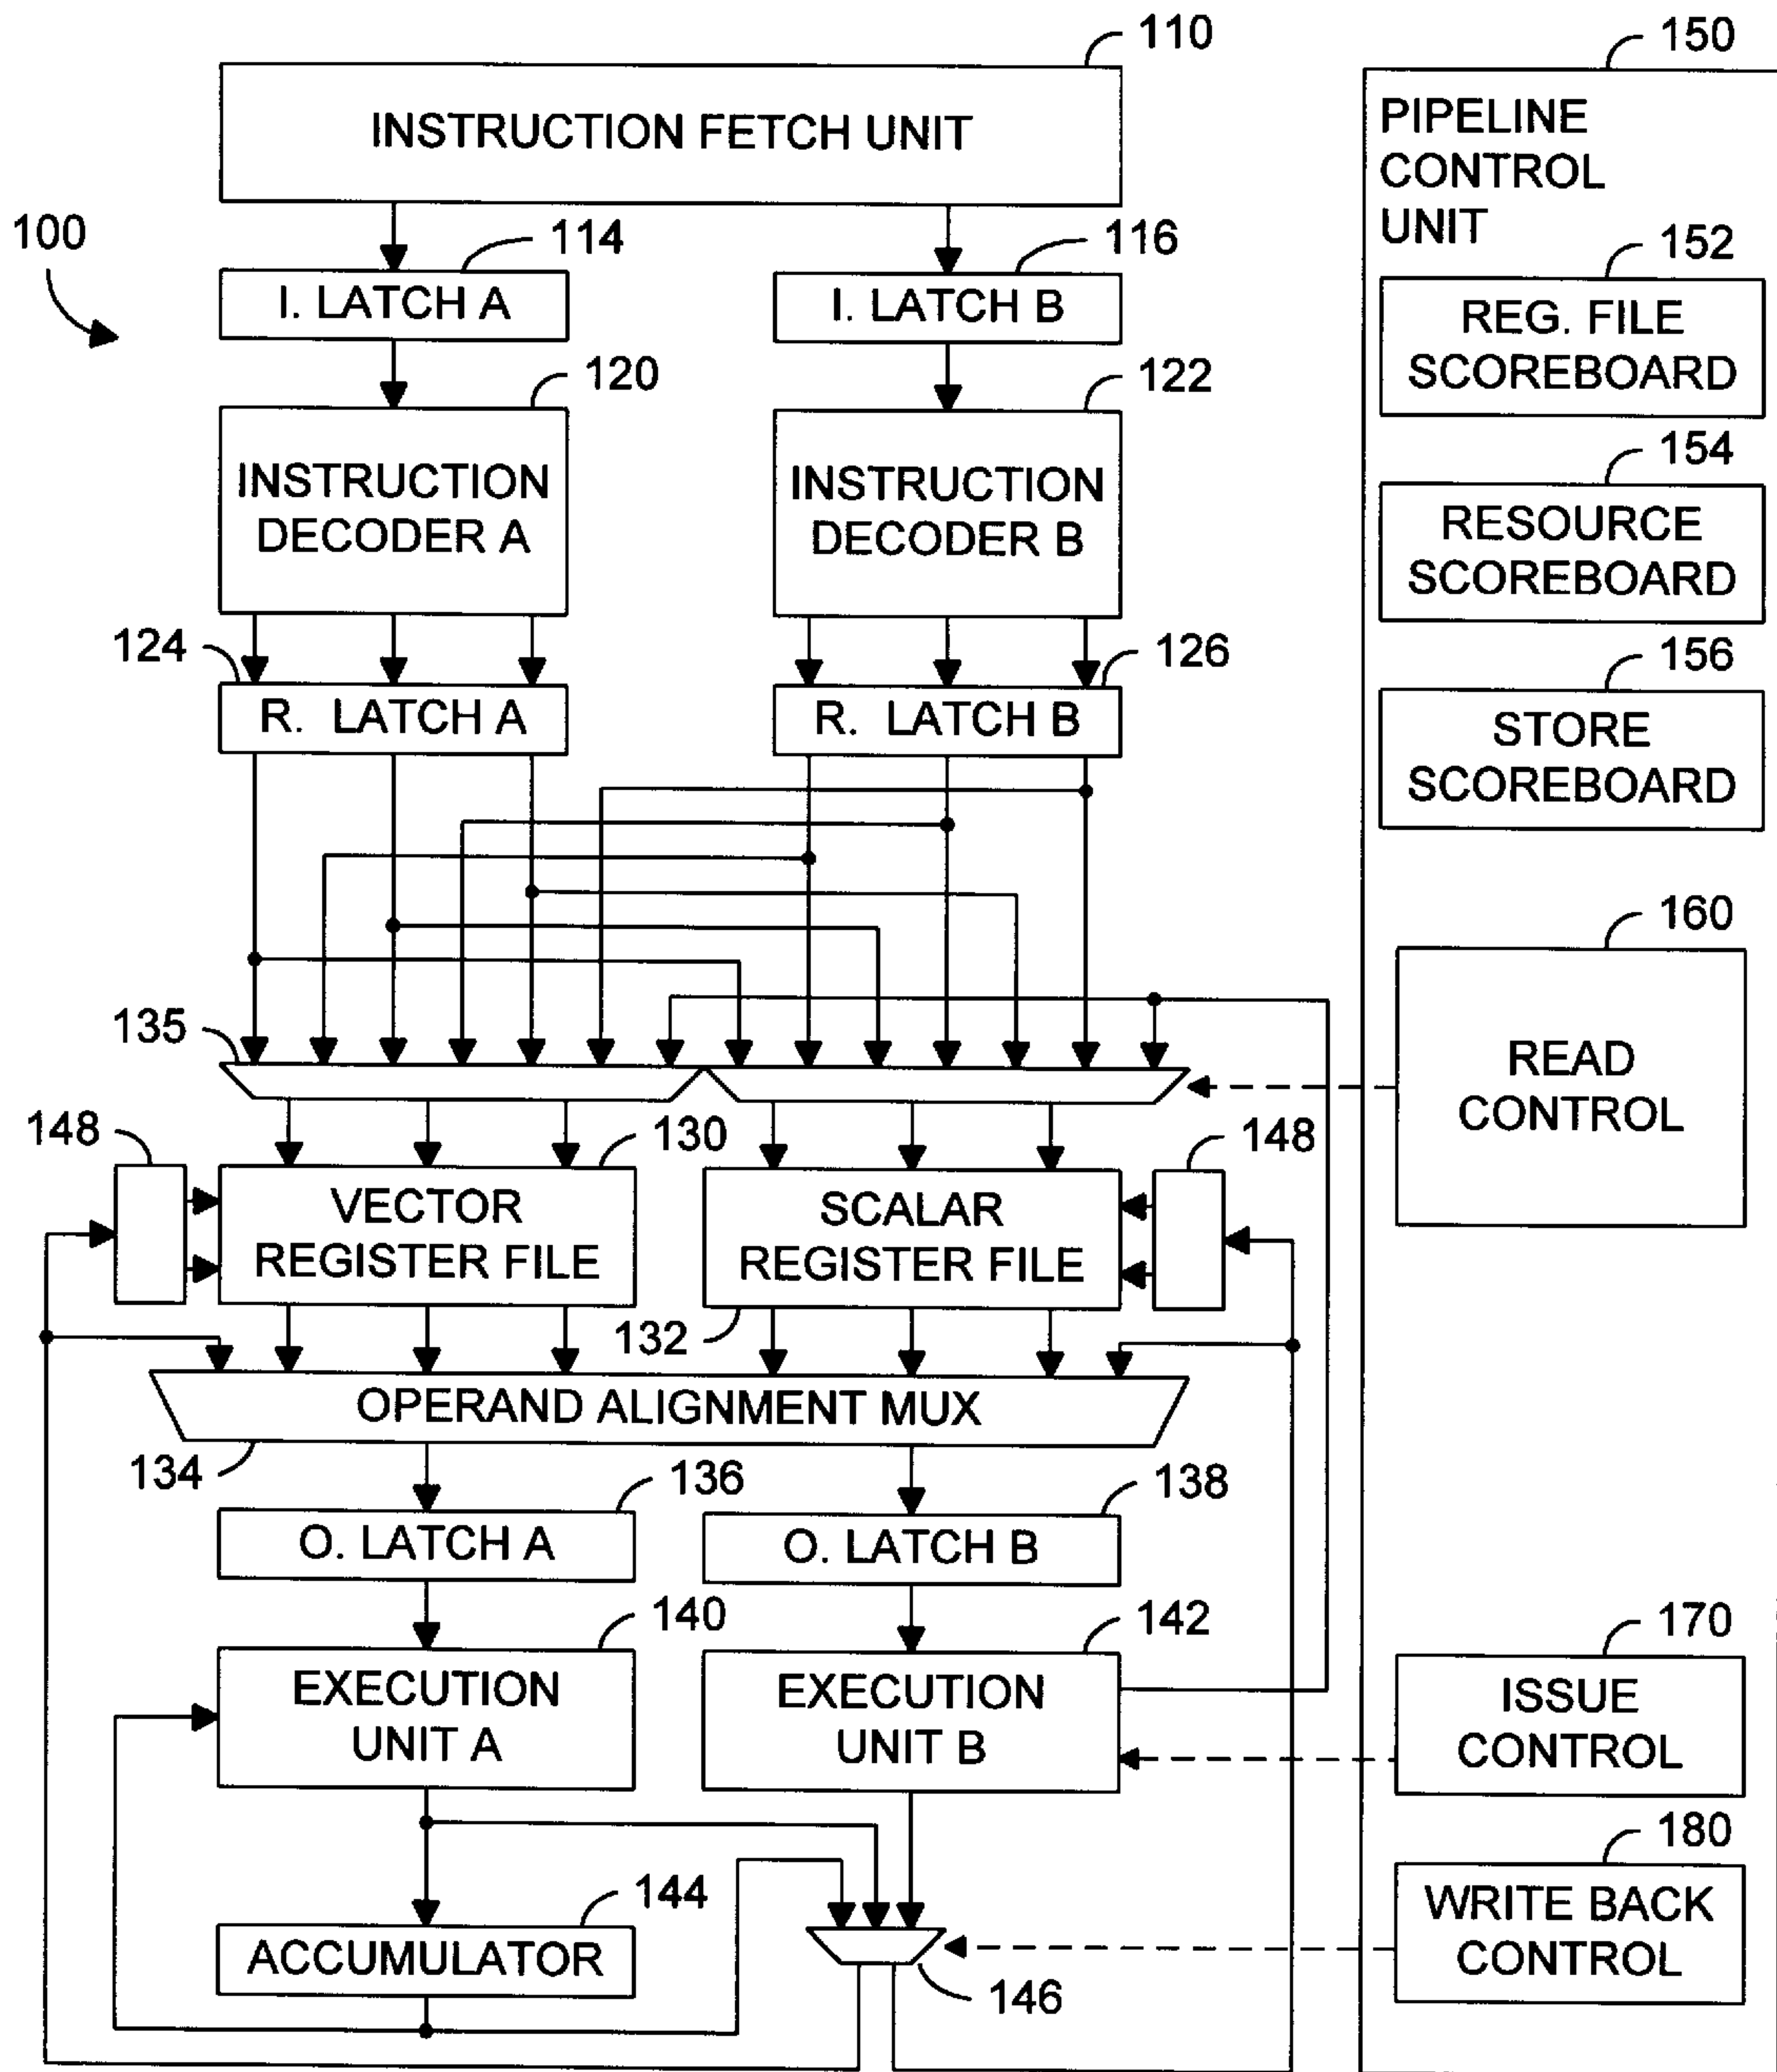 110
150
INSTRUCTION FETCH UNIT
PIPELINE
CONTROL
UNIT
100
114
116
152
I. LATCH A
I. LATCH B
REG. FILE
SCOREBOARD
120
122
154
INSTRUCTION
DECODER A
INSTRUCTION
DECODER B
RESOURCE
SCOREBOARD
124
126
156
R. LATCH A
R. LATCH B
STORE
SCOREBOARD
160
135
READ
CONTROL
148
130
148
VECTOR
REGISTER FILE
SCALAR
REGISTER FILE
132
OPERAND ALIGNMENT MUX
134
136
138
O. LATCH A
O. LATCH B
140
142
170
EXECUTION
UNIT A
EXECUTION
UNIT B
ISSUE
CONTROL
180
144
ACCUMULATOR
WRITE BACK
CONTROL
146